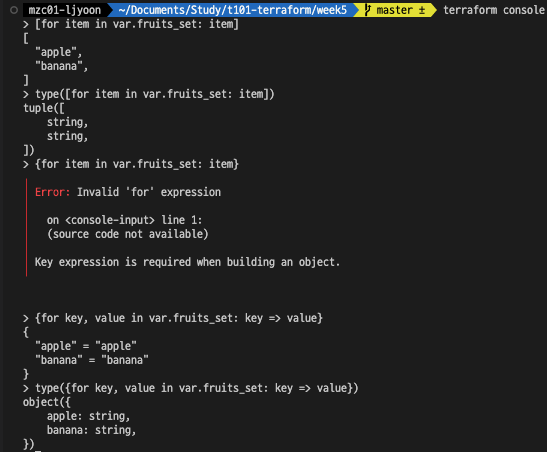 mzc01-ljyoon ~/Documents/Study/t101-terraform/week5 master ± terraform console
> [for item in var.fruits_set: item]
[
"apple",
"banana",
]
> type([for item in var.fruits_set: item])
tuple([
string,
string,
])
> {for item in var.fruits_set: item}
Error: Invalid 'for' expression
on <console-input> line 1:
(source code not available)
Key expression is required when building an object.
> {for key, value in var.fruits_set: key => value}
{
"apple" = "apple"
"banana" = "banana"
}
> type({for key, value in var.fruits_set: key => value})
object({
apple: string,
banana: string,
})